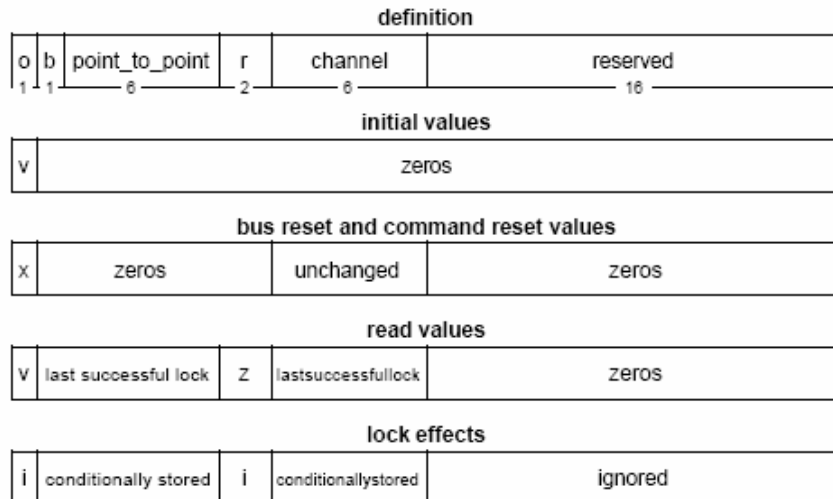 definition
o b point_to_point r channel reserved
1 1 6 2 6 16
initial values
v zeros
bus reset and command reset values
x zeros unchanged zeros
read values
v last successful lock z lastsuccessfullock zeros
lock effects
i conditionally stored i conditionallystored ignored